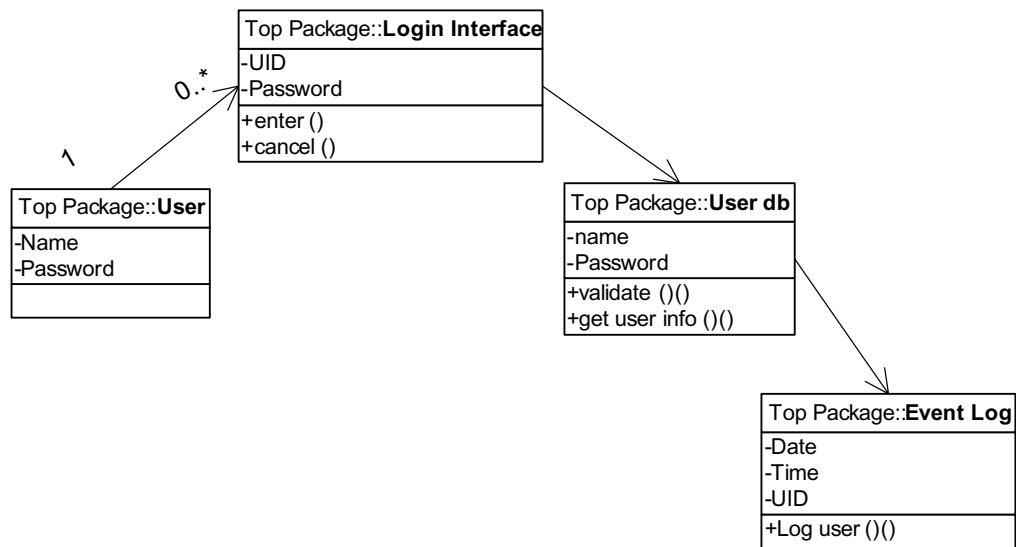 Top Package::Login Interface
-UID
-Password
+enter ()
+cancel ()
0..*
1
Top Package::User
-Name
-Password
Top Package::User db
-name
-Password
+validate ()()
+get user info ()()
Top Package::Event Log
-Date
-Time
-UID
+Log user ()()